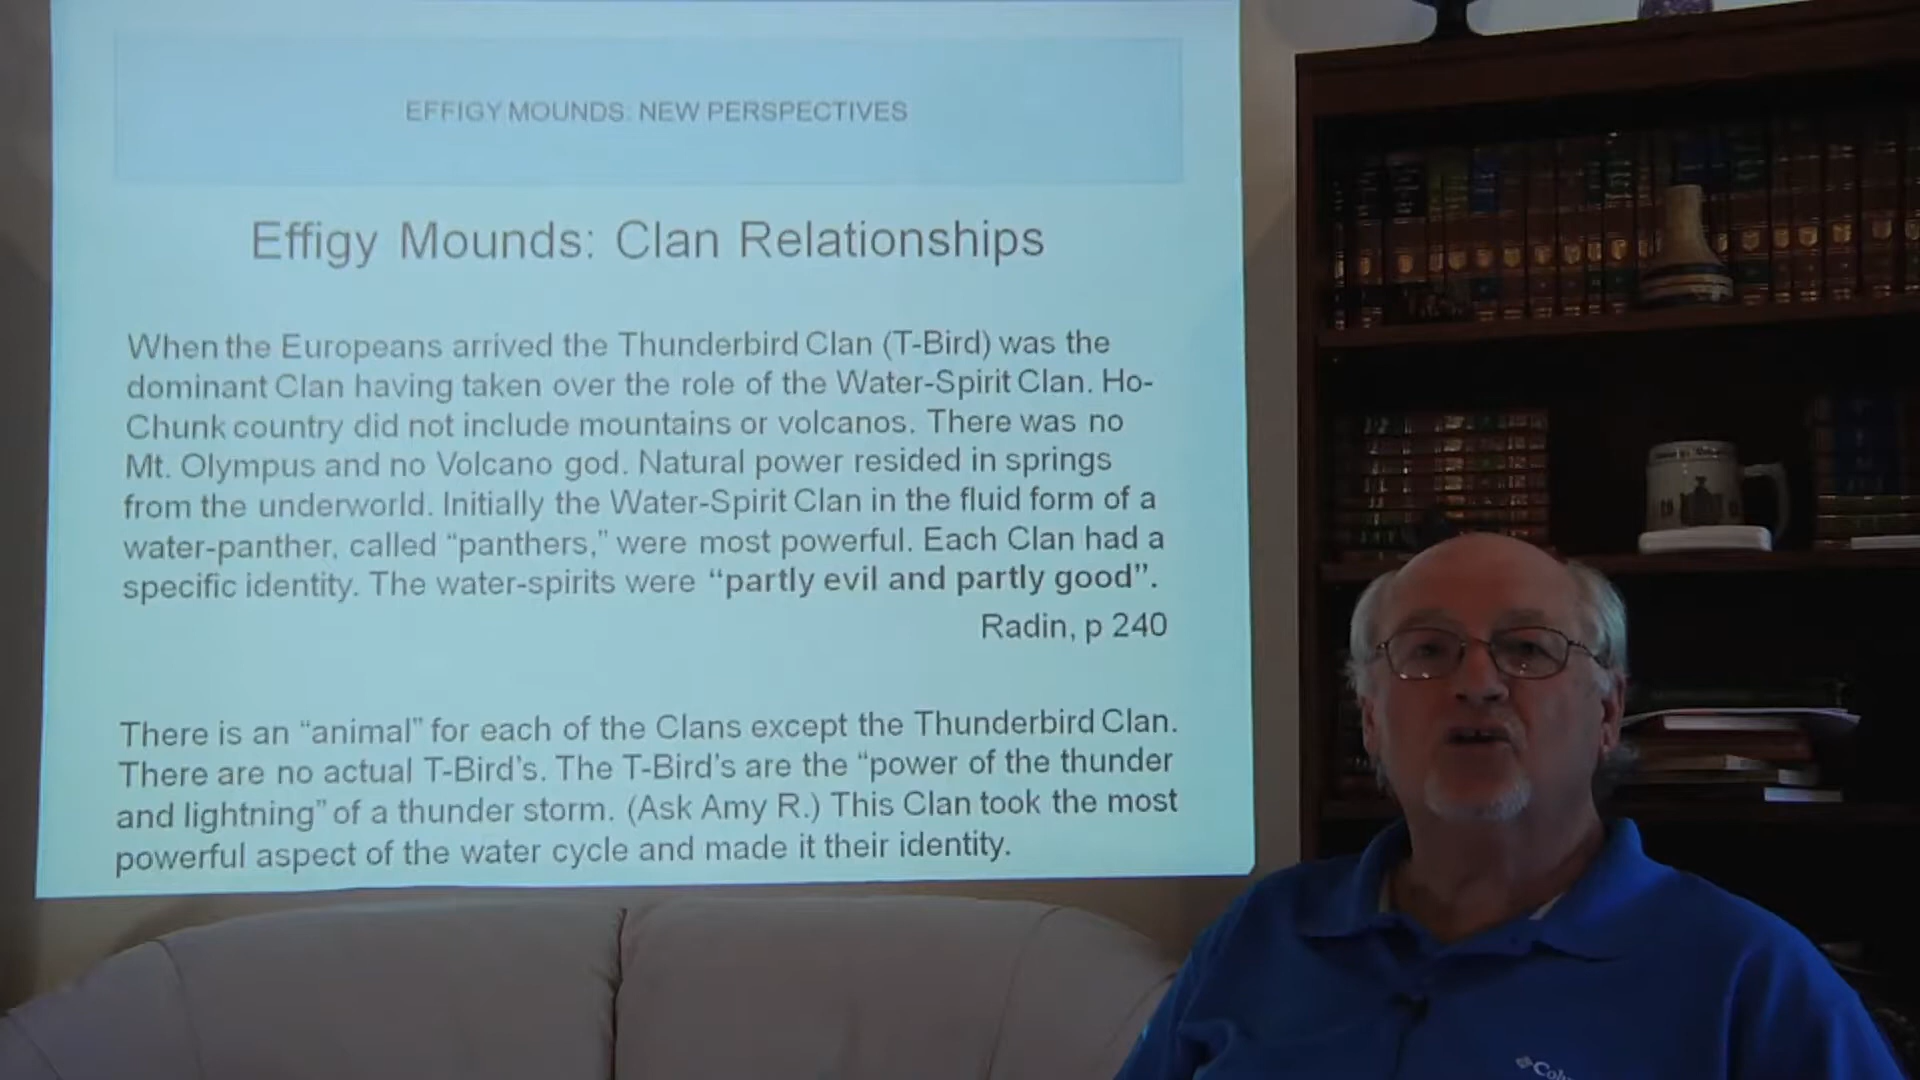 EFFIGY MOUNDS: NEW PERSPECTIVES
Effigy Mounds: Clan Relationships
When the Europeans arrived the Thunderbird Clan (T-Bird) was the
dominant Clan having taken over the role of the Water-Spirit Clan. Ho-
Chunk country did not include mountains or volcanos. There was no
Mt. Olympus and no Volcano god. Natural power resided in springs
from the underworld. Initially the Water-Spirit Clan in the fluid form of a
water-panther, called “panthers,” were most powerful. Each Clan had a
specific identity. The water-spirits were “partly evil and partly good”.
Radin, p 240
There is an “animal” for each of the Clans except the Thunderbird Clan.
There are no actual T-Bird's. The T-Bird's are the “power of the thunder
and lightning” of a thunder storm. (Ask Amy R.) This Clan took the most
powerful aspect of the water cycle and made it their identity.